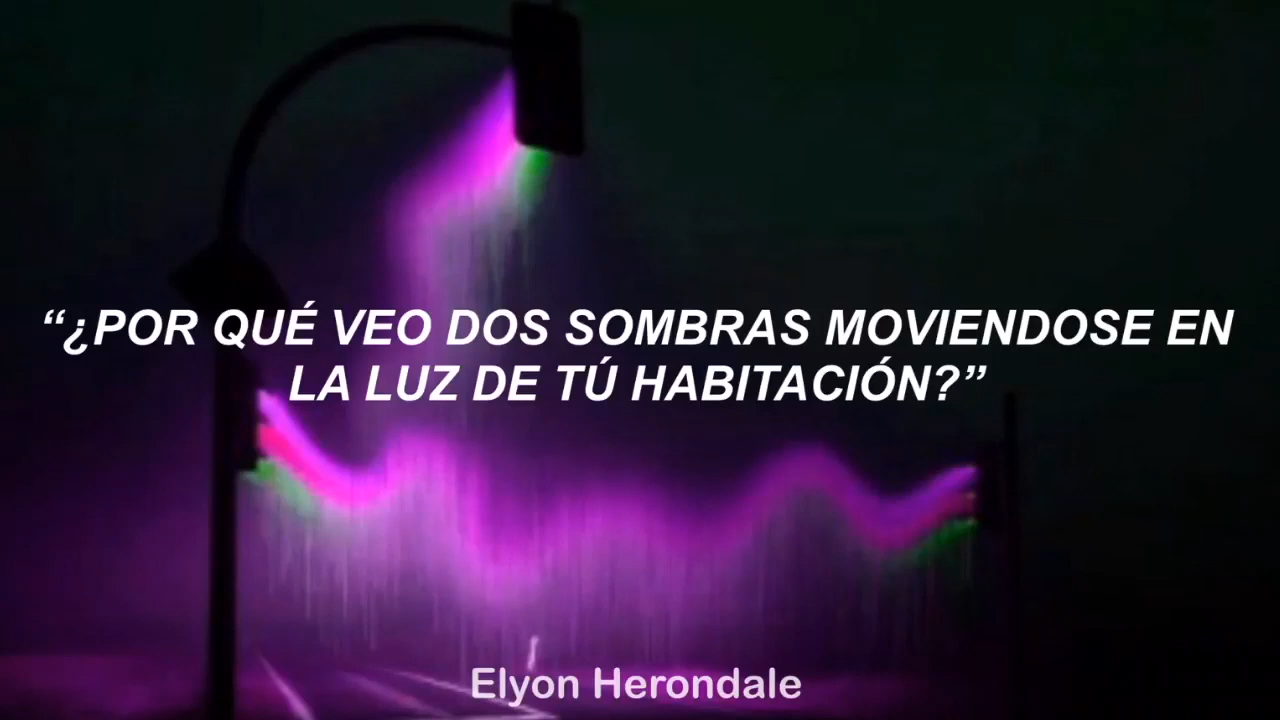 “¿POR QUÉ VEO DOS SOMBRAS MOVIENDOSE EN
LA LUZ DE TÚ HABITACIÓN?”
Elyon Herondale